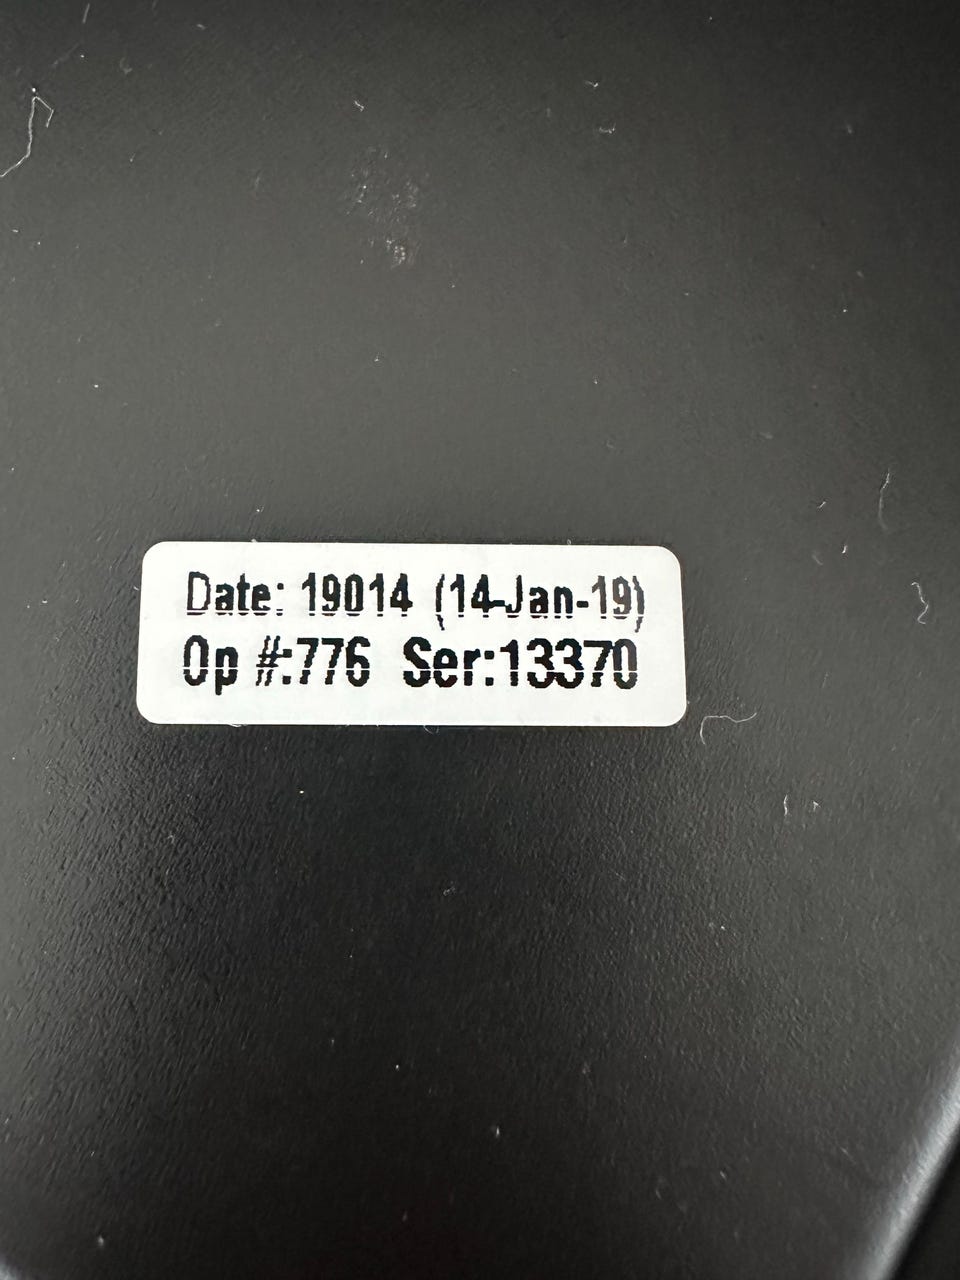 Date: 19014 (14-Jan-19)
Op #:776 Ser:13370